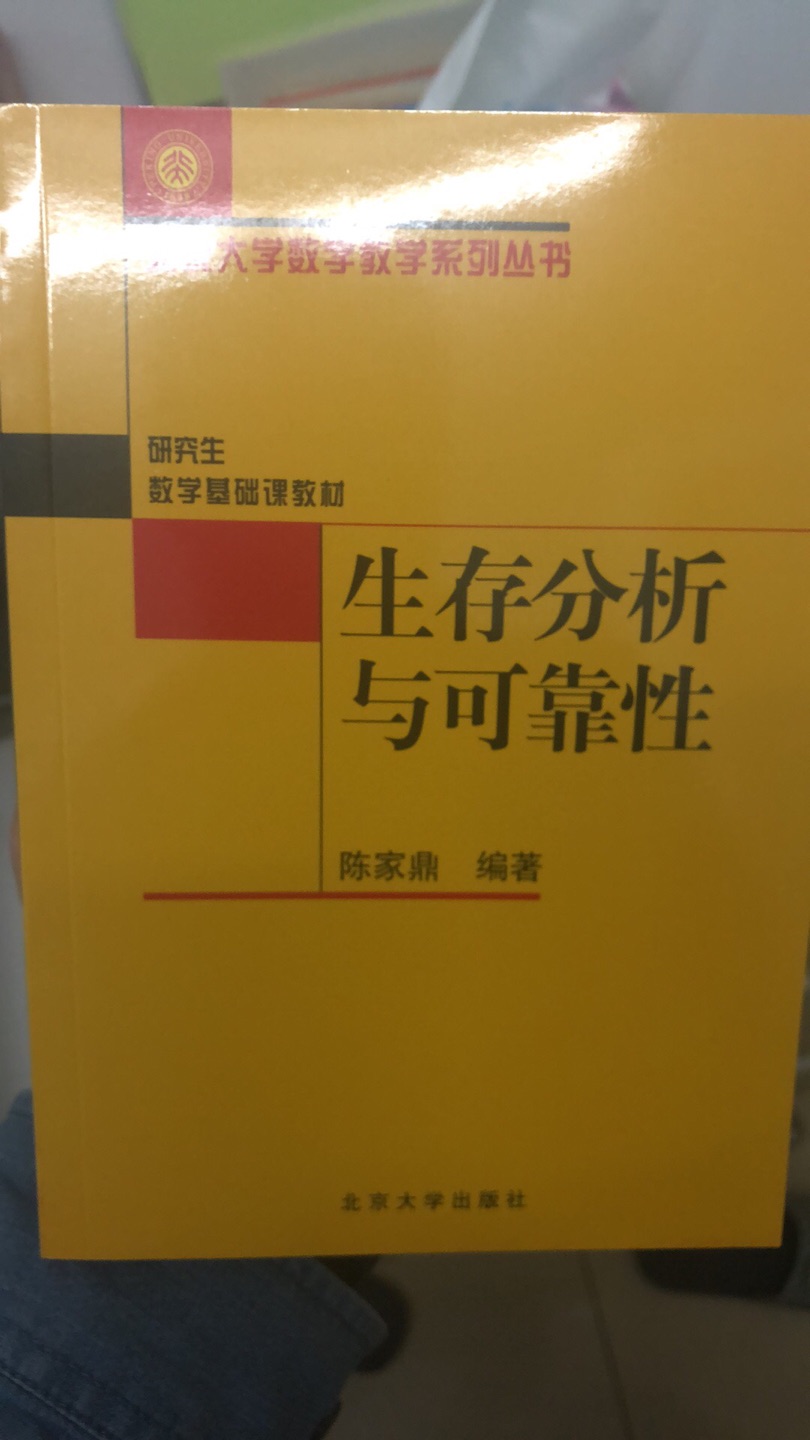 北京大学数学教学系列丛书
研究生
数学基础课教材
生存分析
与可靠性
陈家鼎 编著
北京大学出版社